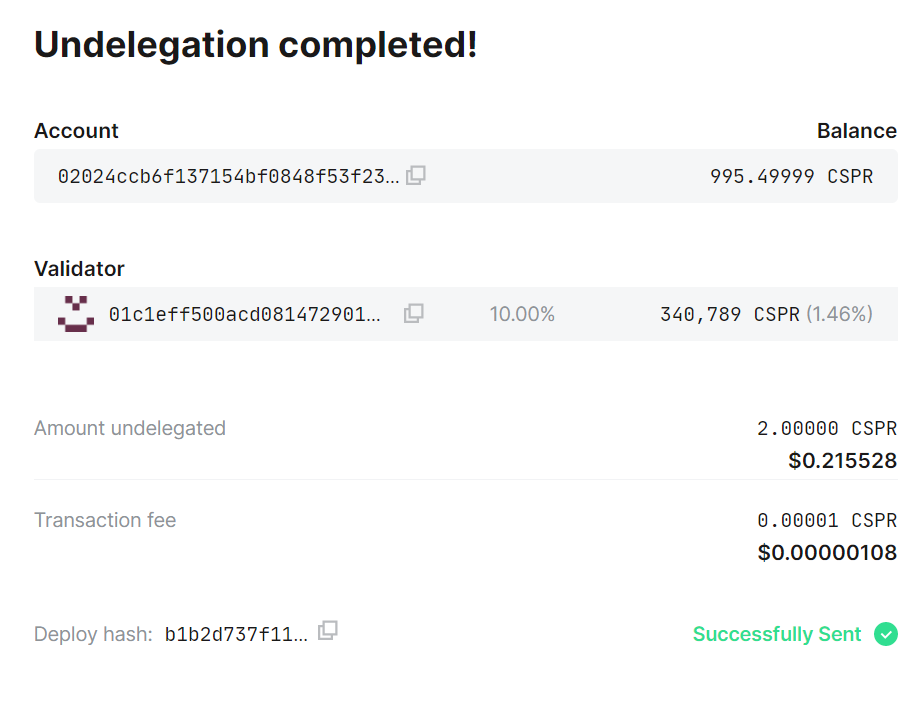 Undelegation completed!
Account Balance
02024ccb6f137154bf0848f53f23... 995.49999 CSPR
Validator
01c1eff500acd081472901... 10.00% 340,789 CSPR (1.46%)
Amount undelegated 2.00000 CSPR
$0.215528
Transaction fee 0.00001 CSPR
$0.00000108
Deploy hash: b1b2d737f11... Successfully Sent